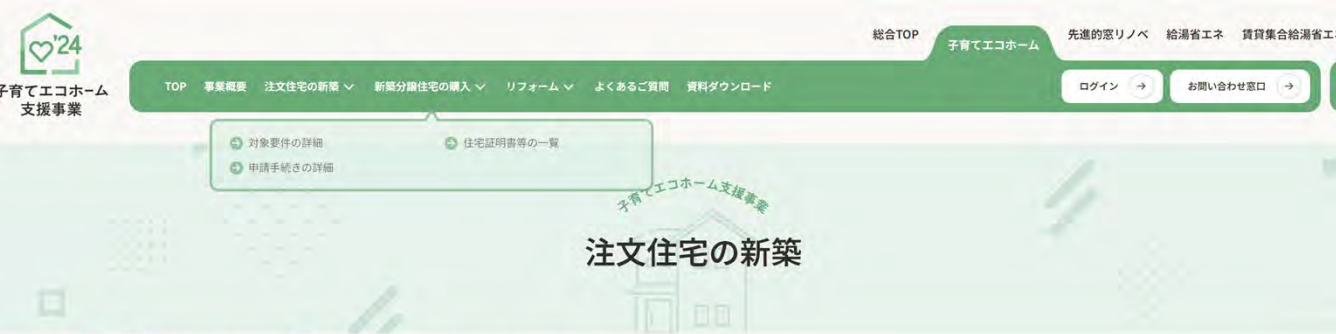 '24
子育てエコホーム
支援事業
総合TOP
子育てエコホーム
先進的窓リノベ
給湯省エネ
賃貸集合給湯省エネ
TOP
事業概要
注文住宅の新築
新築分譲住宅の購入
リフォーム
よくあるご質問
資料ダウンロード
ログイン
お問い合わせ窓口
対象要件の詳細
住宅証明書等の一覧
申請手続きの詳細
子育てエコホーム支援事業
注文住宅の新築